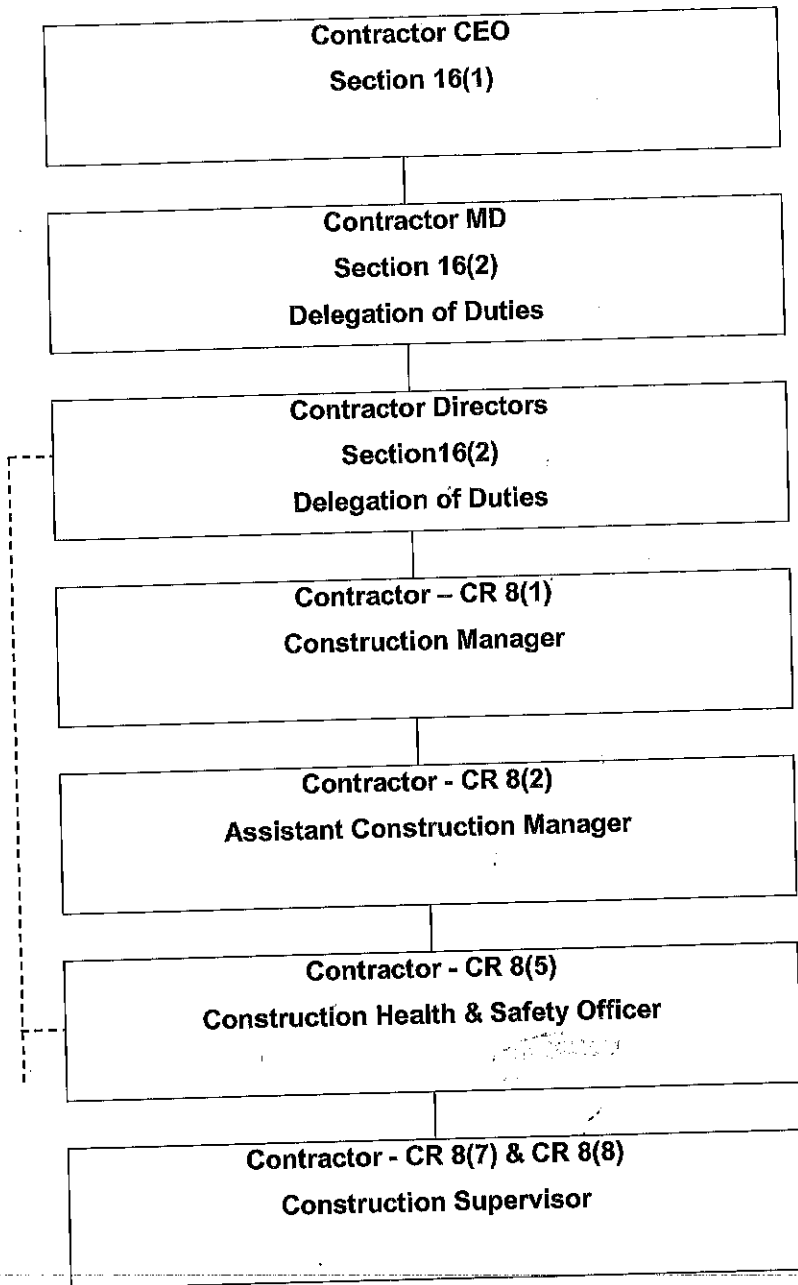 Contractor CEO
Section 16(1)
Contractor MD
Section 16(2)
Delegation of Duties
Contractor Directors
Section16(2)
Delegation of Duties
Contractor – CR 8(1)
Construction Manager
Contractor - CR 8(2)
Assistant Construction Manager
Contractor - CR 8(5)
Construction Health & Safety Officer
Contractor - CR 8(7) & CR 8(8)
Construction Supervisor